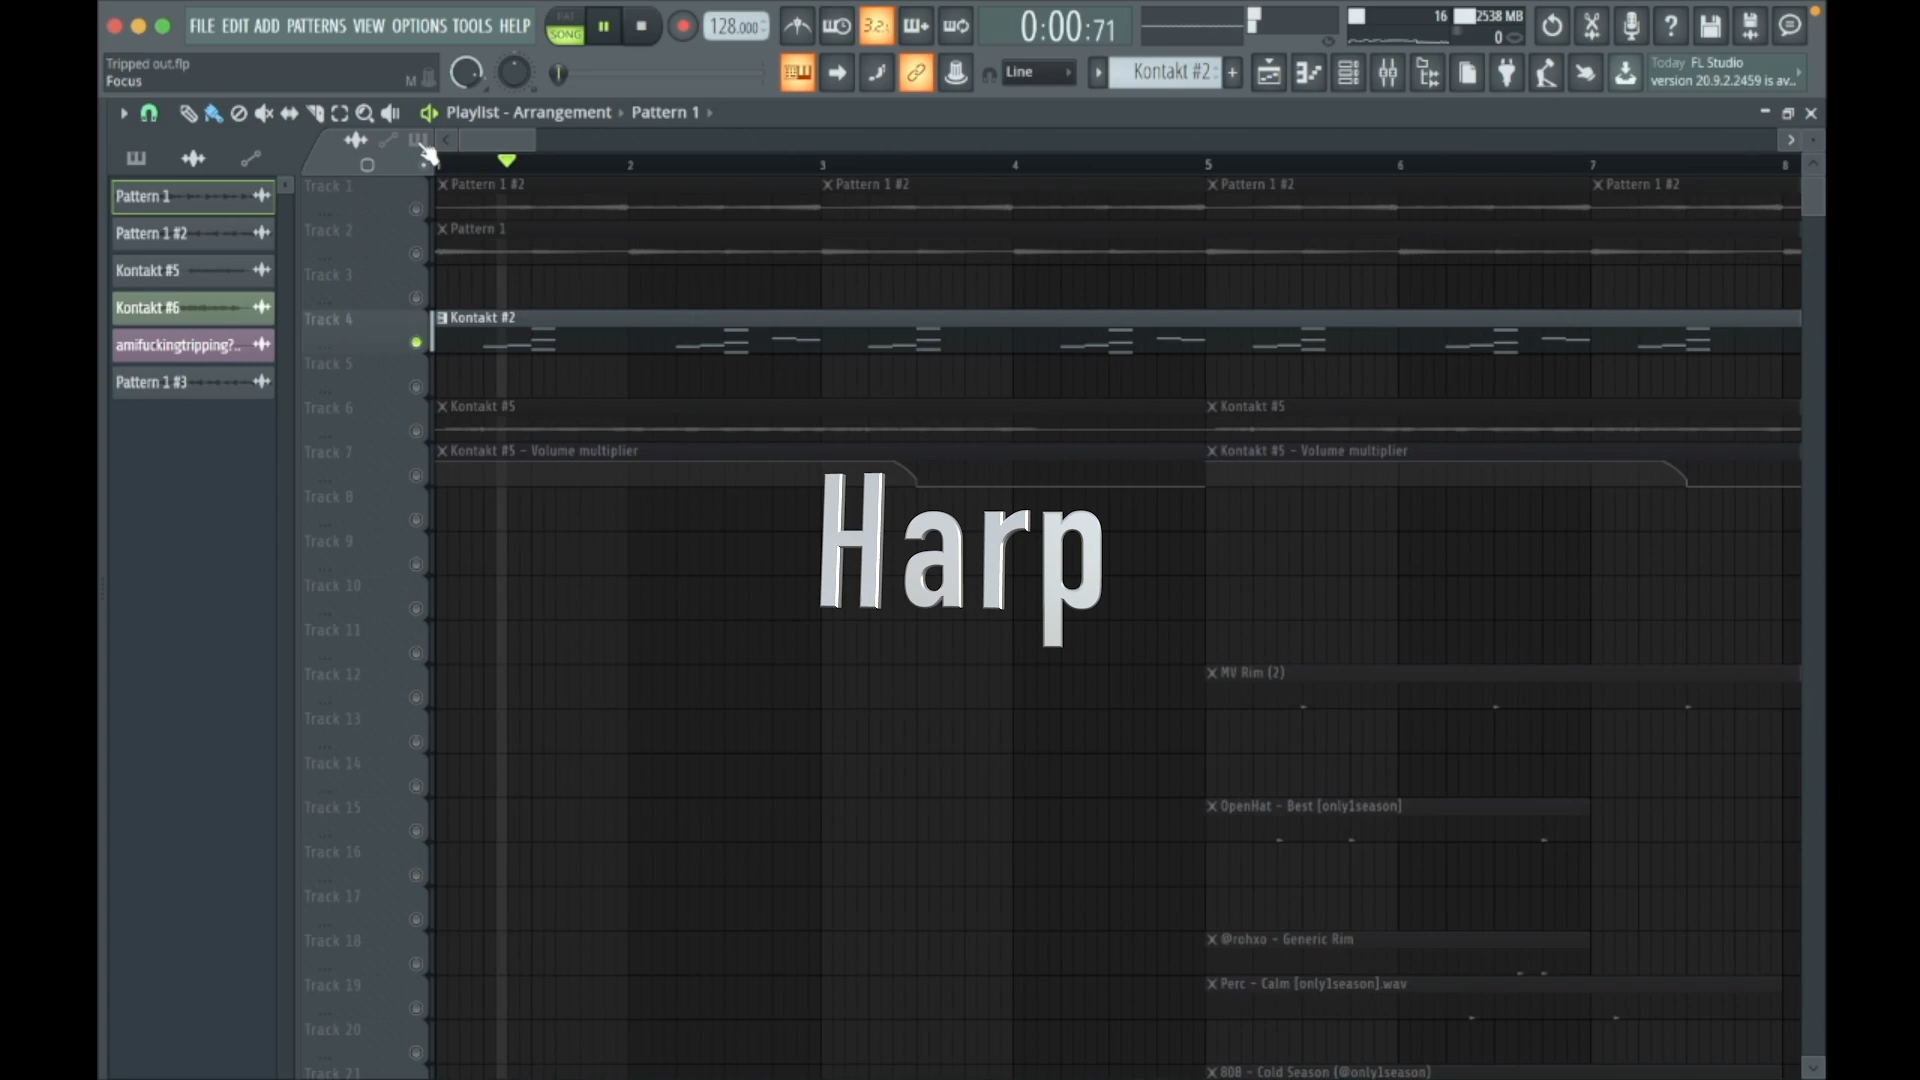 FILE EDIT ADD PATTERNS VIEW OPTIONS TOOLS HELP
PAT
SONG
128.000
3.2.
0:00:71
16
2538 MB
0
Tripped out.flp
Focus
M
Line
Kontakt #2
Today FL Studio
version 20.9.2.2459 is av..
Playlist - Arrangement › Pattern 1 ›
2 3 4 5 6 7 8
Pattern 1
Pattern 1 #2
Kontakt #5
Kontakt #6
amifuckingtripping?..
Pattern 1 #3
Track 1
Pattern 1 #2
Pattern 1 #2
Pattern 1 #2
Pattern 1 #2
Track 2
Pattern 1
Track 3
Track 4
Kontakt #2
Track 5
Track 6
Kontakt #5
Kontakt #5
Track 7
Kontakt #5 - Volume multiplier
Kontakt #5 - Volume multiplier
Harp
Track 8
Track 9
Track 10
Track 11
Track 12
MV Rim (2)
Track 13
Track 14
Track 15
OpenHat - Best [only1season]
Track 16
Track 17
Track 18
@rohxo - Generic Rim
Track 19
Perc - Calm [only1season].wav
Track 20
Track 21
808 - Cold Season (@only1season)